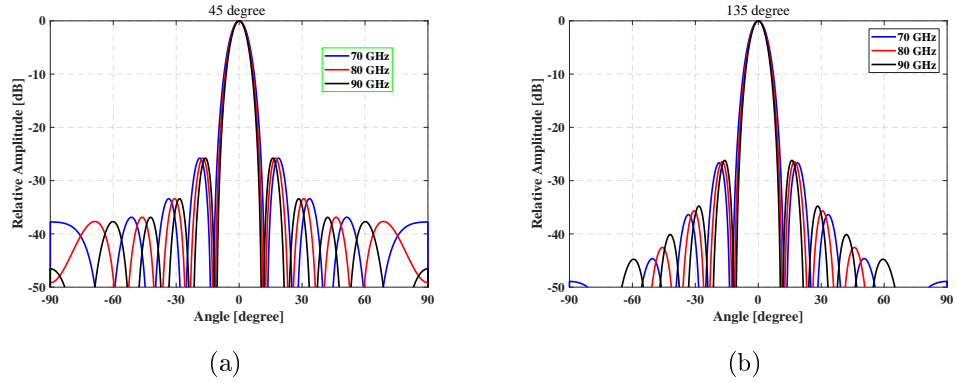 45 degree
0
-10
-20
-30
-40
-50
Relative Amplitude [dB]
70 GHz
80 GHz
90 GHz
-90 -60 -30 0 30 60 90
Angle [degree]
(a)
135 degree
0
-10
-20
-30
-40
-50
Relative Amplitude [dB]
70 GHz
80 GHz
90 GHz
-90 -60 -30 0 30 60 90
Angle [degree]
(b)